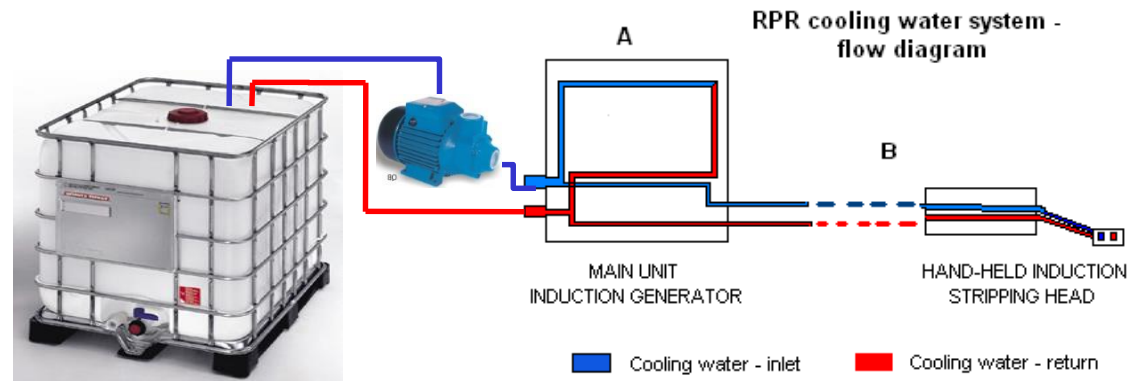 RPR cooling water system -
flow diagram
A
B
MAIN UNIT
INDUCTION GENERATOR
HAND-HELD INDUCTION
STRIPPING HEAD
Cooling water - inlet
Cooling water - return